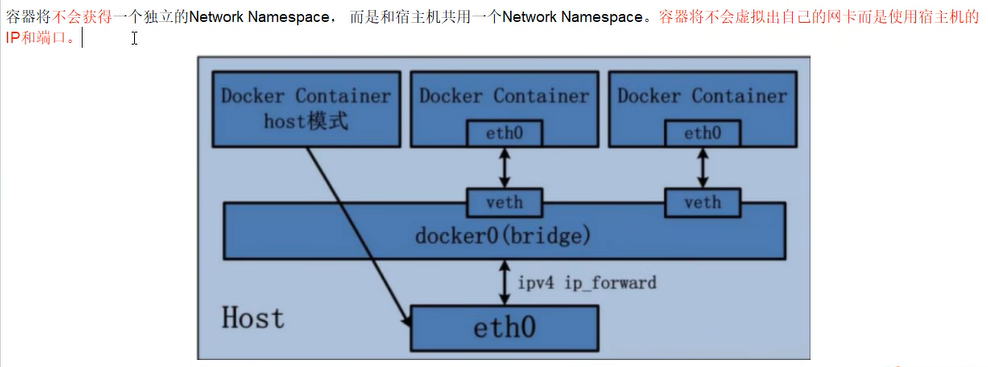 容器将不会获得一个独立的Network Namespace， 而是和宿主机共用一个Network Namespace。容器将不会虚拟出自己的网卡而是使用宿主机的
IP和端口。
Docker Container Docker Container Docker Container
host模式
eth0 eth0
veth veth
docker0(bridge)
ipv4 ip_forward
Host
eth0